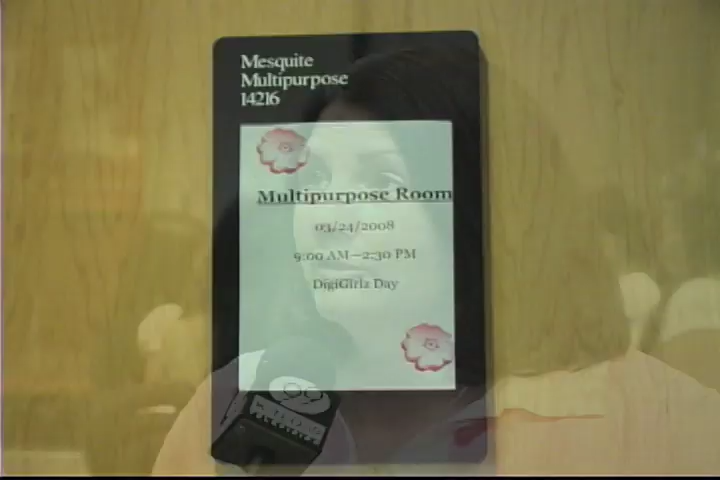 Mesquite
Multipurpose
14216
Multipurpose Room
03/24/2008
9:00 AM—2:30 PM
DigiGirlz Day